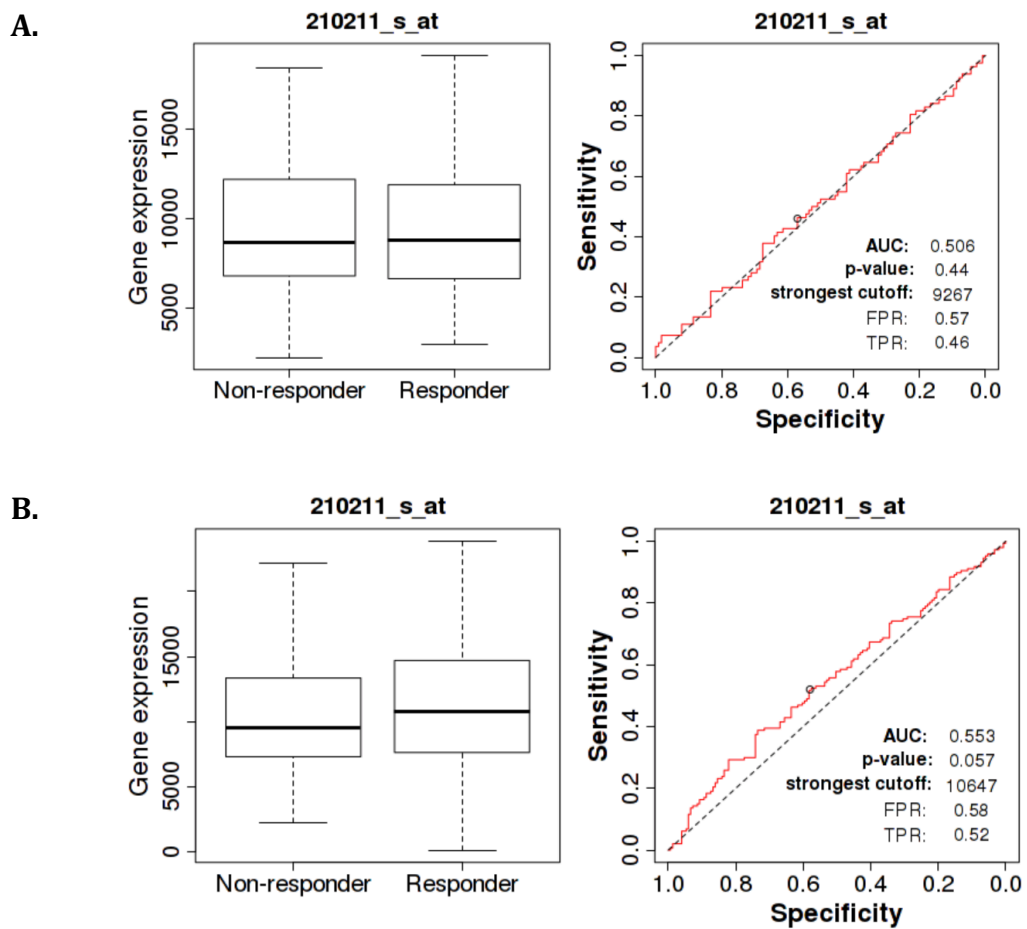 A.
210211_s_at
Gene expression
5000
10000
15000
Non-responder
Responder
210211_s_at
Sensitivity
0.0
0.2
0.4
0.6
0.8
1.0
AUC: 0.506
p-value: 0.44
strongest cutoff: 9267
FPR: 0.57
TPR: 0.46
1.0 0.8 0.6 0.4 0.2 0.0
Specificity
B.
210211_s_at
Gene expression
0
5000
15000
Non-responder
Responder
210211_s_at
Sensitivity
0.0
0.2
0.4
0.6
0.8
1.0
AUC: 0.553
p-value: 0.057
strongest cutoff: 10647
FPR: 0.58
TPR: 0.52
1.0 0.8 0.6 0.4 0.2 0.0
Specificity